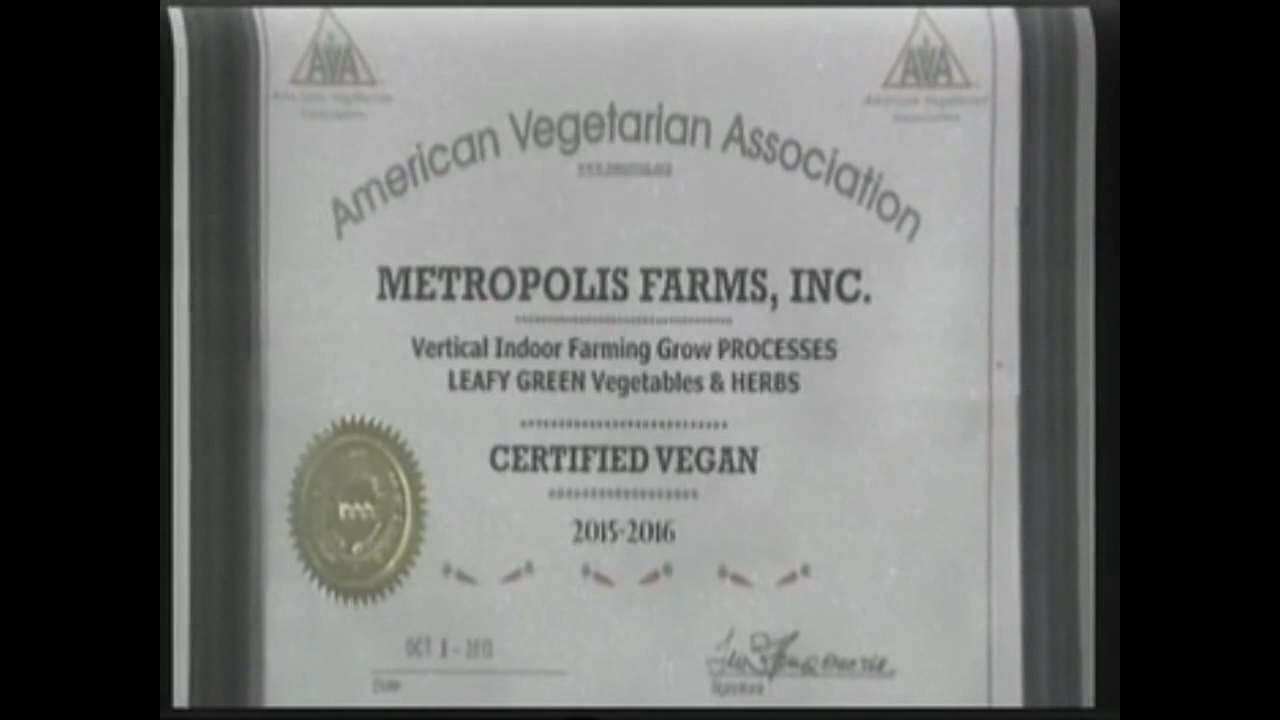 AVA AVA
American Vegetarian Association
METROPOLIS FARMS, INC.
Vertical Indoor Farming Grow PROCESSES
LEAFY GREEN Vegetables & HERBS
CERTIFIED VEGAN
2015-2016
OCT
Date Signature